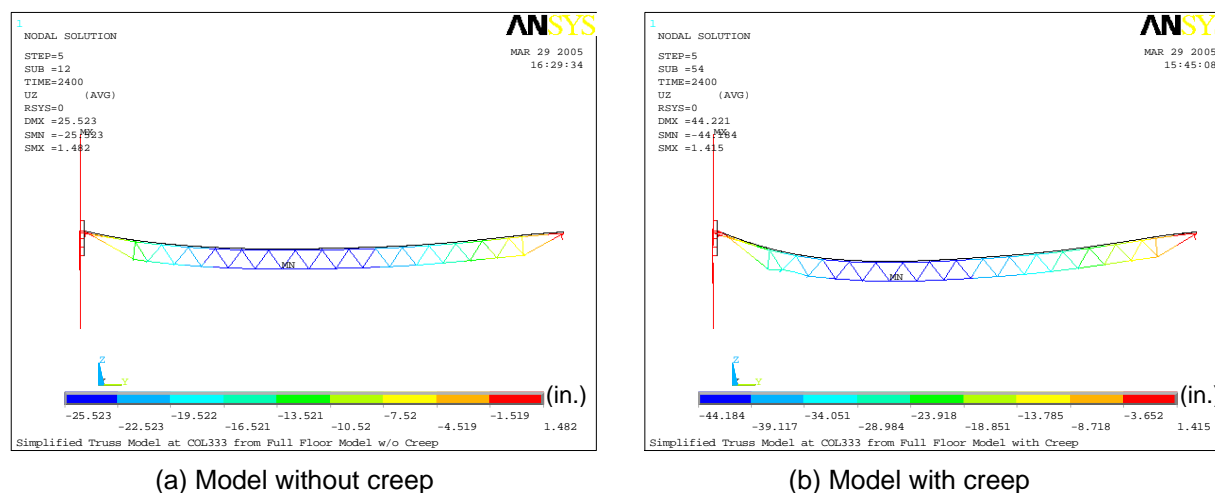 1
ANSYS
NODAL SOLUTION
MAR 29 2005
16:29:34
STEP=5
SUB =12
TIME=2400
UZ (AVG)
RSYS=0
DMX =25.523
SMN =-25.523
SMX =1.482
MX
MN
Z
Y
(in.)
-25.523 -19.522 -13.521 -7.52 -1.519
-22.523 -16.521 -10.52 -4.519 1.482
Simplified Truss Model at COL333 from Full Floor Model w/o Creep
(a) Model without creep
1
ANSYS
NODAL SOLUTION
MAR 29 2005
15:45:08
STEP=5
SUB =54
TIME=2400
UZ (AVG)
RSYS=0
DMX =44.221
SMN =-44.184
SMX =1.415
MX
MN
Z
Y
(in.)
-44.184 -34.051 -23.918 -13.785 -3.652
-39.117 -28.984 -18.851 -8.718 1.415
Simplified Truss Model at COL333 from Full Floor Model with Creep
(b) Model with creep